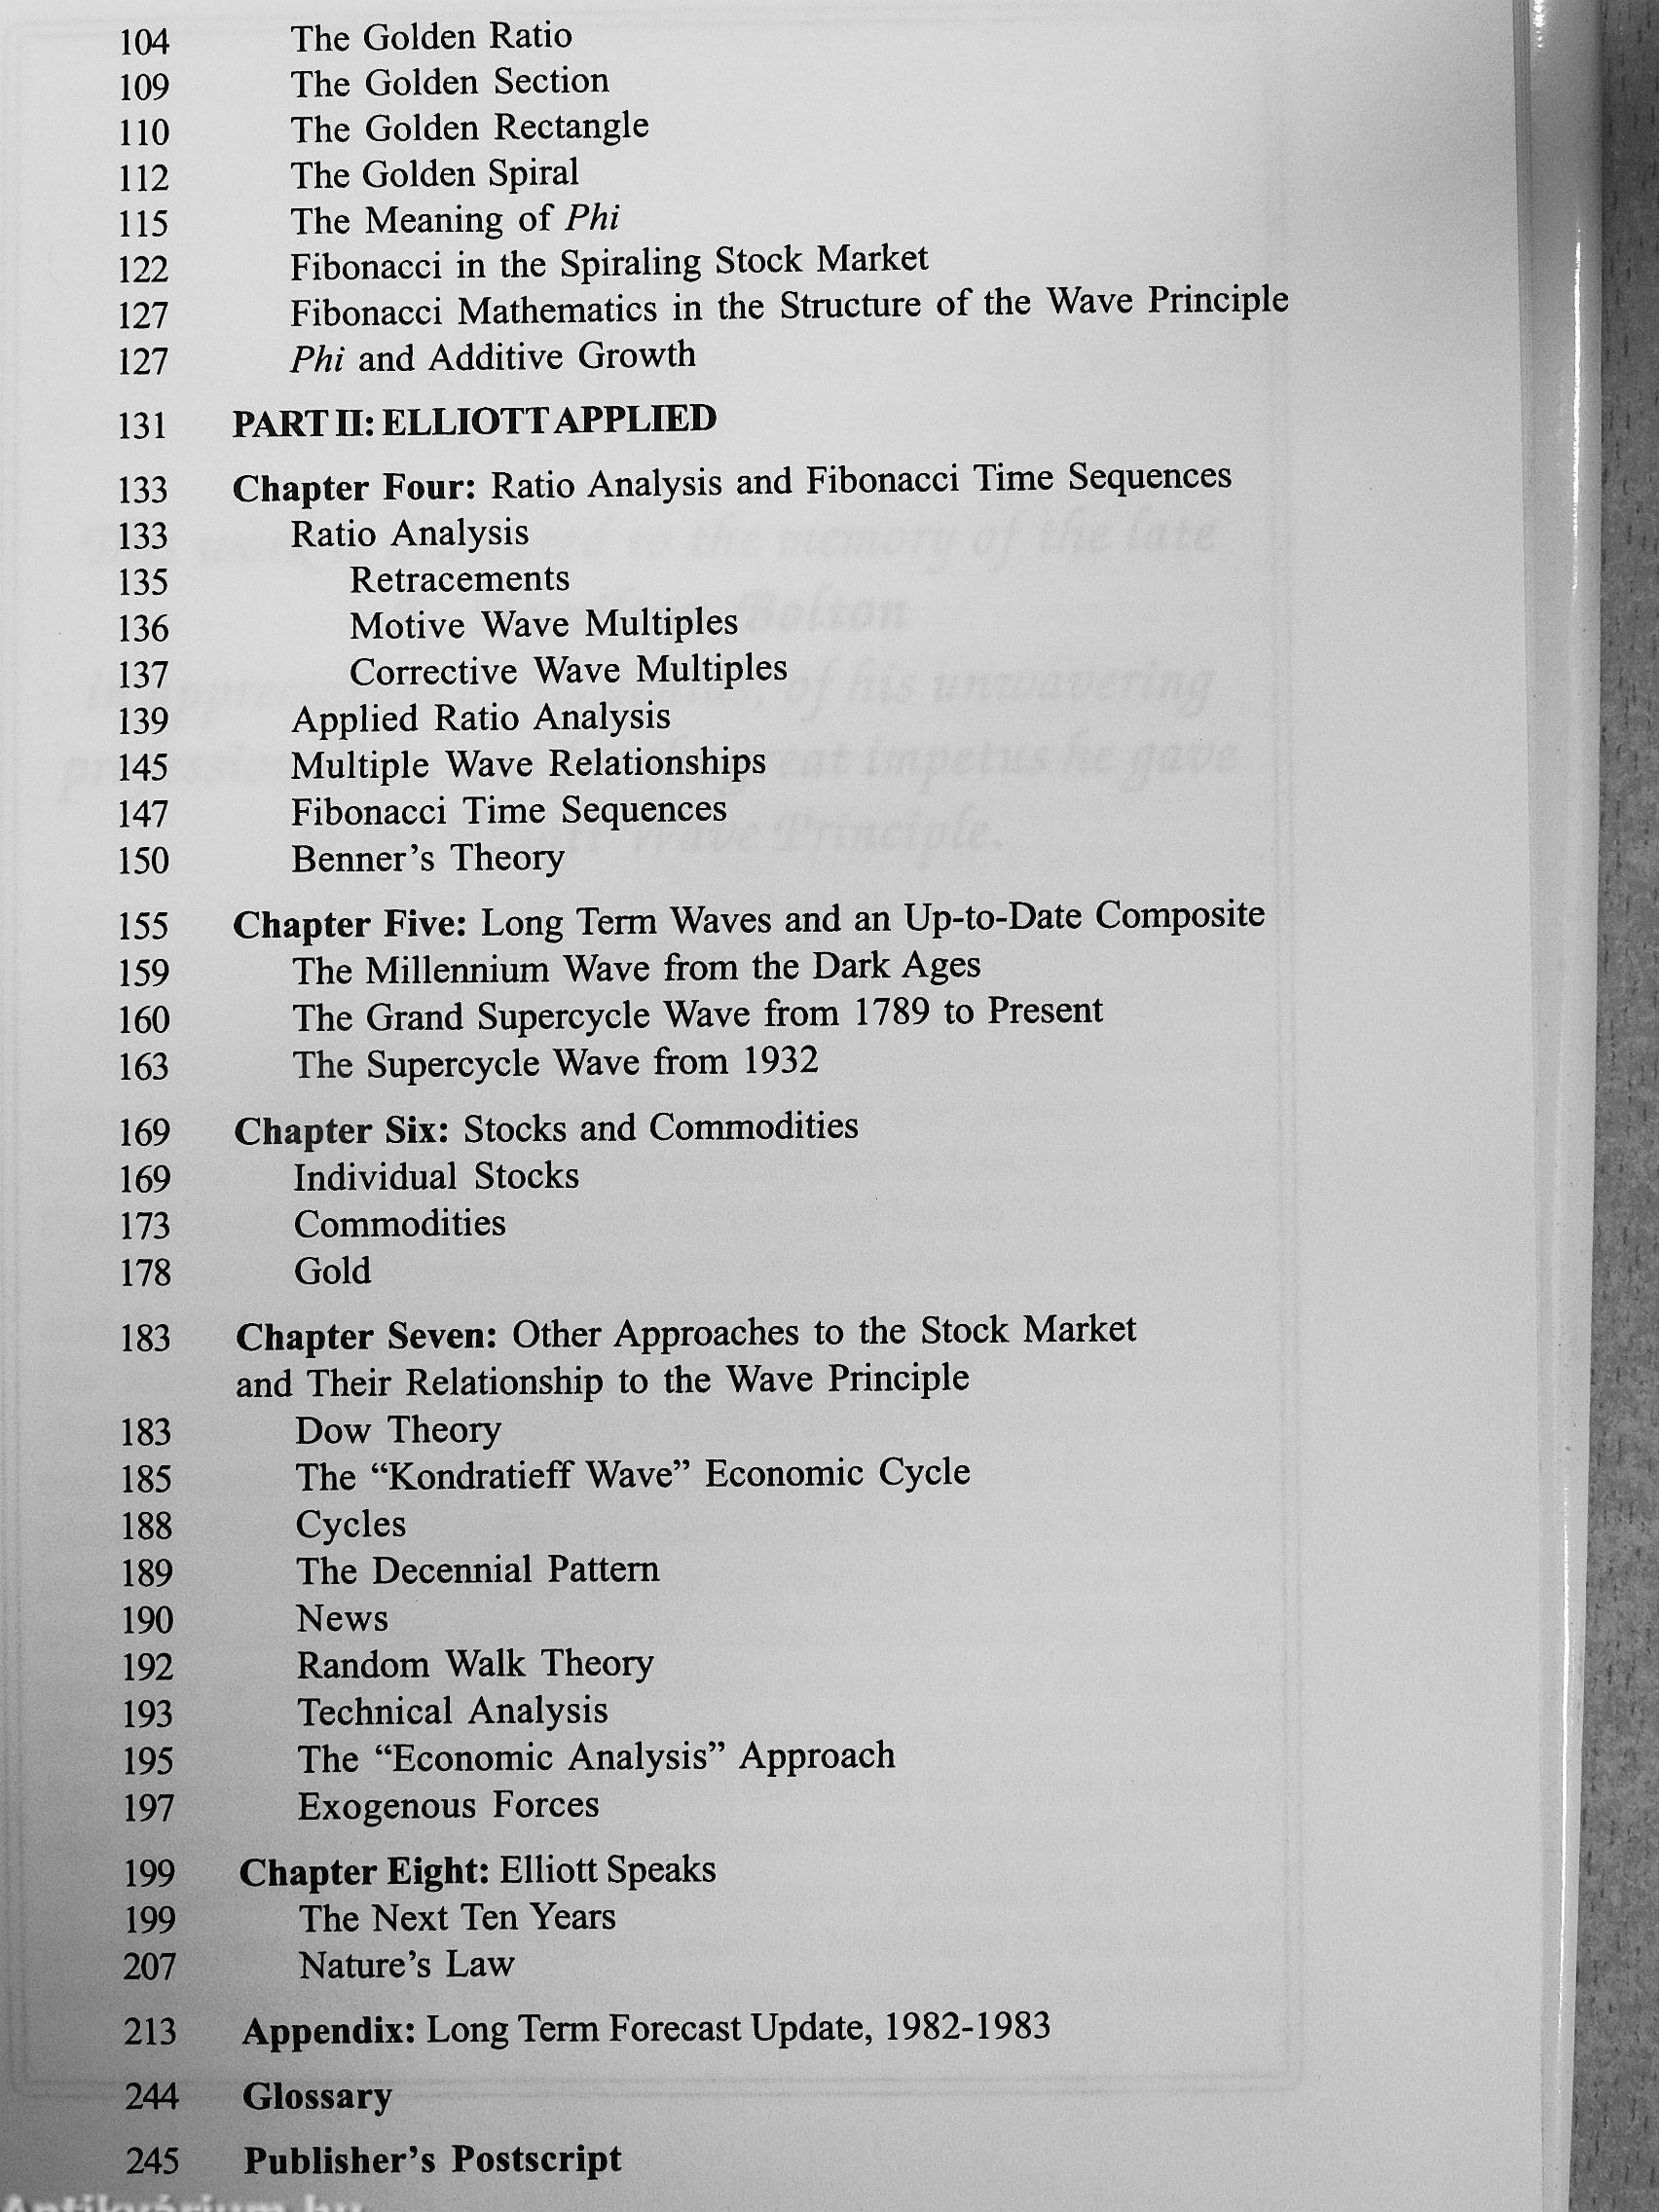 104 The Golden Ratio
109 The Golden Section
110 The Golden Rectangle
112 The Golden Spiral
115 The Meaning of Phi
122 Fibonacci in the Spiraling Stock Market
127 Fibonacci Mathematics in the Structure of the Wave Principle
127 Phi and Additive Growth
131 PART II: ELLIOTT APPLIED
133 Chapter Four: Ratio Analysis and Fibonacci Time Sequences
133 Ratio Analysis
135 Retracements
136 Motive Wave Multiples
137 Corrective Wave Multiples
139 Applied Ratio Analysis
145 Multiple Wave Relationships
147 Fibonacci Time Sequences
150 Benner's Theory
155 Chapter Five: Long Term Waves and an Up-to-Date Composite
159 The Millennium Wave from the Dark Ages
160 The Grand Supercycle Wave from 1789 to Present
163 The Supercycle Wave from 1932
169 Chapter Six: Stocks and Commodities
169 Individual Stocks
173 Commodities
178 Gold
183 Chapter Seven: Other Approaches to the Stock Market
and Their Relationship to the Wave Principle
183 Dow Theory
185 The “Kondratieff Wave” Economic Cycle
188 Cycles
189 The Decennial Pattern
190 News
192 Random Walk Theory
193 Technical Analysis
195 The “Economic Analysis” Approach
197 Exogenous Forces
199 Chapter Eight: Elliott Speaks
199 The Next Ten Years
207 Nature's Law
213 Appendix: Long Term Forecast Update, 1982-1983
244 Glossary
245 Publisher's Postscript